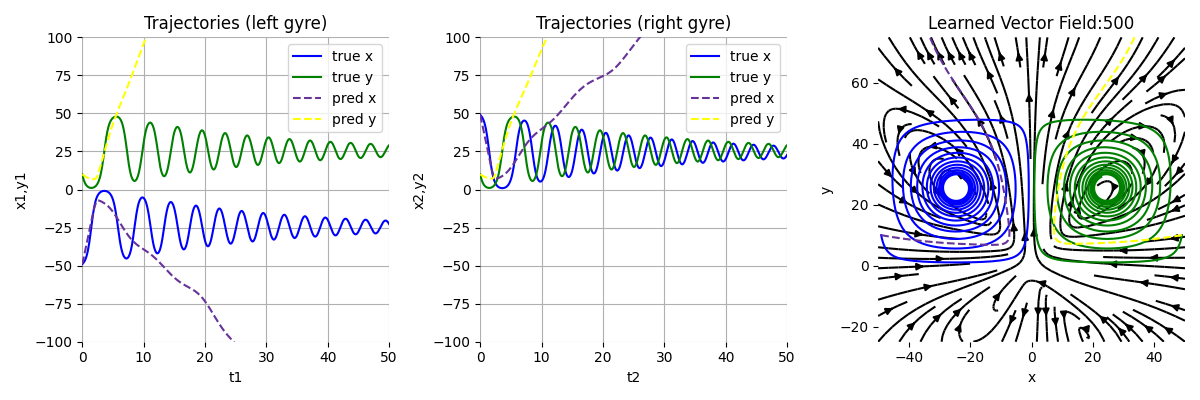 Trajectories (left gyre)
100
75
50
25
0
−25
−50
−75
−100
x1,y1
true x
true y
pred x
pred y
0 10 20 30 40 50
t1
Trajectories (right gyre)
100
75
50
25
0
−25
−50
−75
−100
x2,y2
true x
true y
pred x
pred y
0 10 20 30 40 50
t2
Learned Vector Field:500
60
40
20
0
−20
y
−40 −20 0 20 40
x